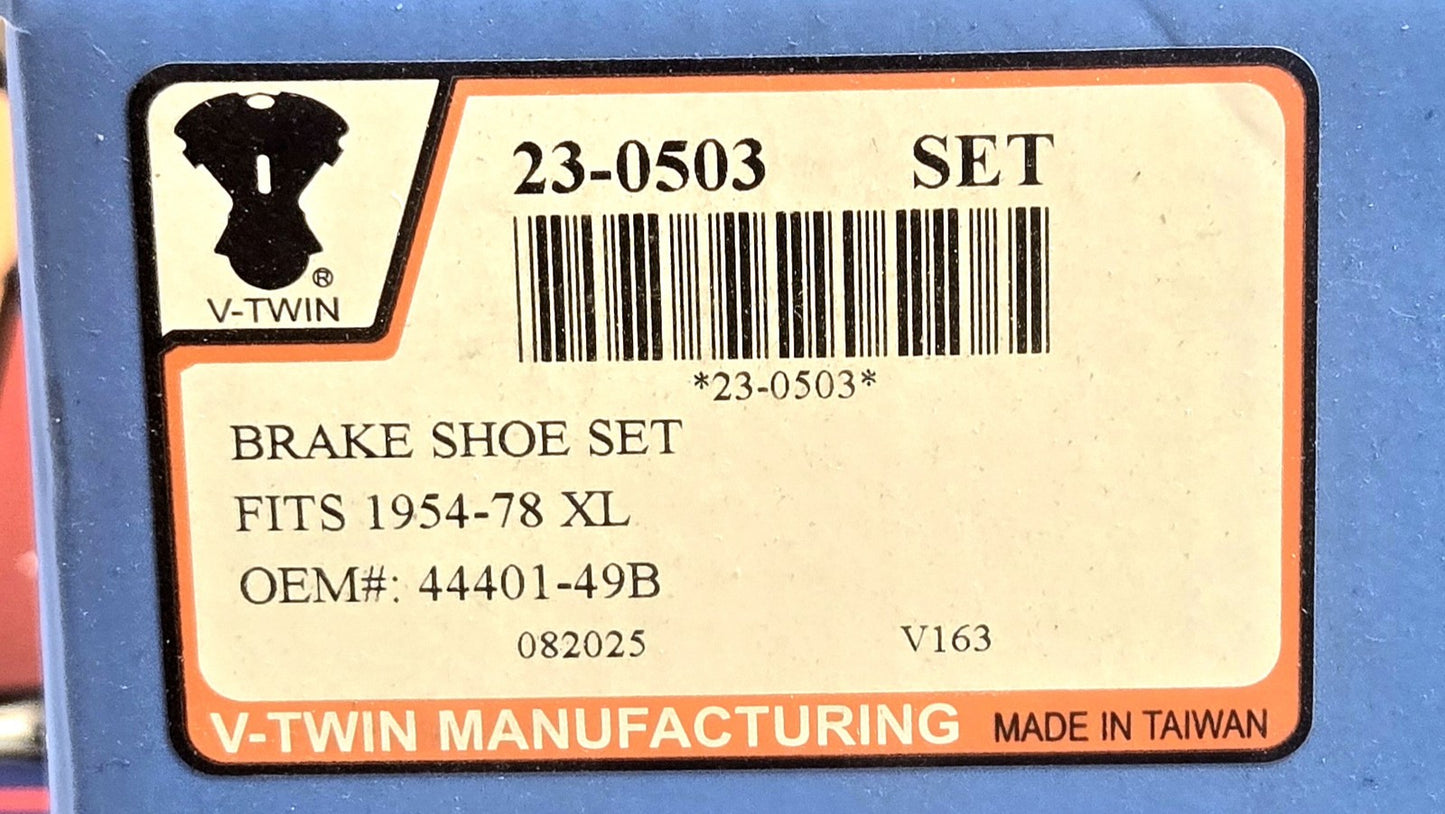 23-0503 SET
®
V-TWIN
*23-0503*
BRAKE SHOE SET
FITS 1954-78 XL
OEM#: 44401-49B
082025 V163
V-TWIN MANUFACTURING MADE IN TAIWAN